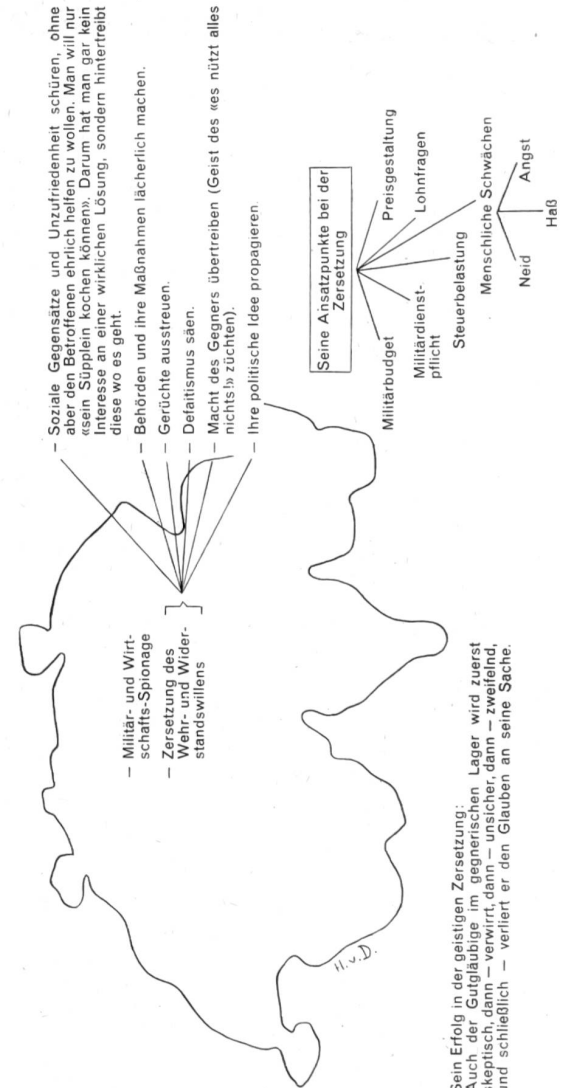 – Soziale Gegensätze und Unzufriedenheit schüren, ohne
aber den Betroffenen ehrlich helfen zu wollen. Man will nur
«sein Süpplein kochen können». Darum hat man gar kein
Interesse an einer wirklichen Lösung, sondern hintertreibt
diese wo es geht.
– Behörden und ihre Maßnahmen lächerlich machen.
– Gerüchte ausstreuen.
– Defaitismus säen.
– Macht des Gegners übertreiben (Geist des «es nützt alles
nichts!» züchten).
– Ihre politische Idee propagieren.
– Militär- und Wirt-
schafts-Spionage
– Zersetzung des
Wehr- und Wider-
standswillens
Seine Ansatzpunkte bei der
Zersetzung
Militärbudget
Militärdienst-
pflicht
Steuerbelastung
Preisgestaltung
Lohnfragen
Menschliche Schwächen
Neid
Haß
Angst
H.v.D.
Sein Erfolg in der geistigen Zersetzung:
Auch der Gutgläubige im gegnerischen Lager wird zuerst
skeptisch, dann – verwirrt, dann – unsicher, dann – zweifelnd,
und schließlich – verliert er den Glauben an seine Sache.